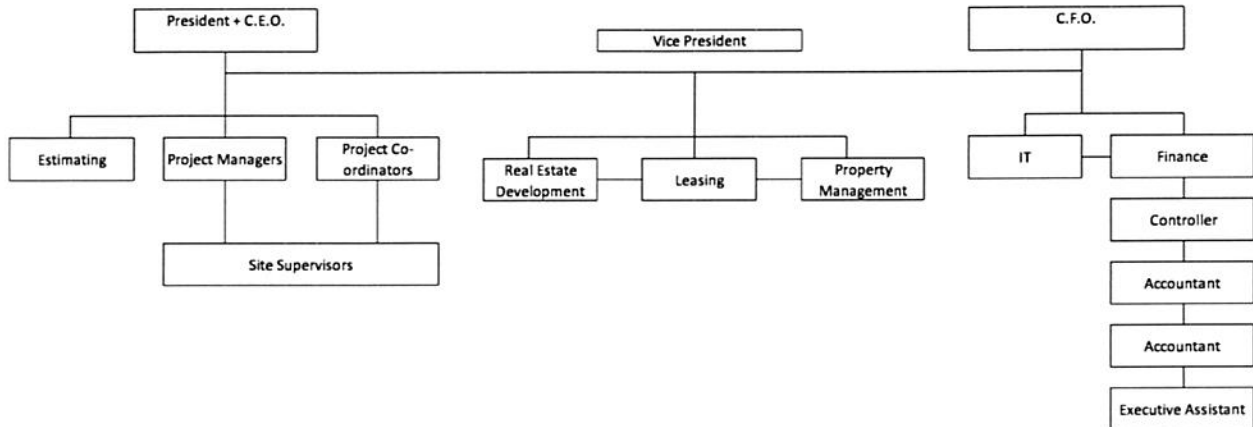 President + C.E.O.
Vice President
C.F.O.
Estimating
Project Managers
Project Co-
ordinators
Real Estate
Development
Leasing
Property
Management
IT
Finance
Controller
Site Supervisors
Accountant
Accountant
Executive Assistant